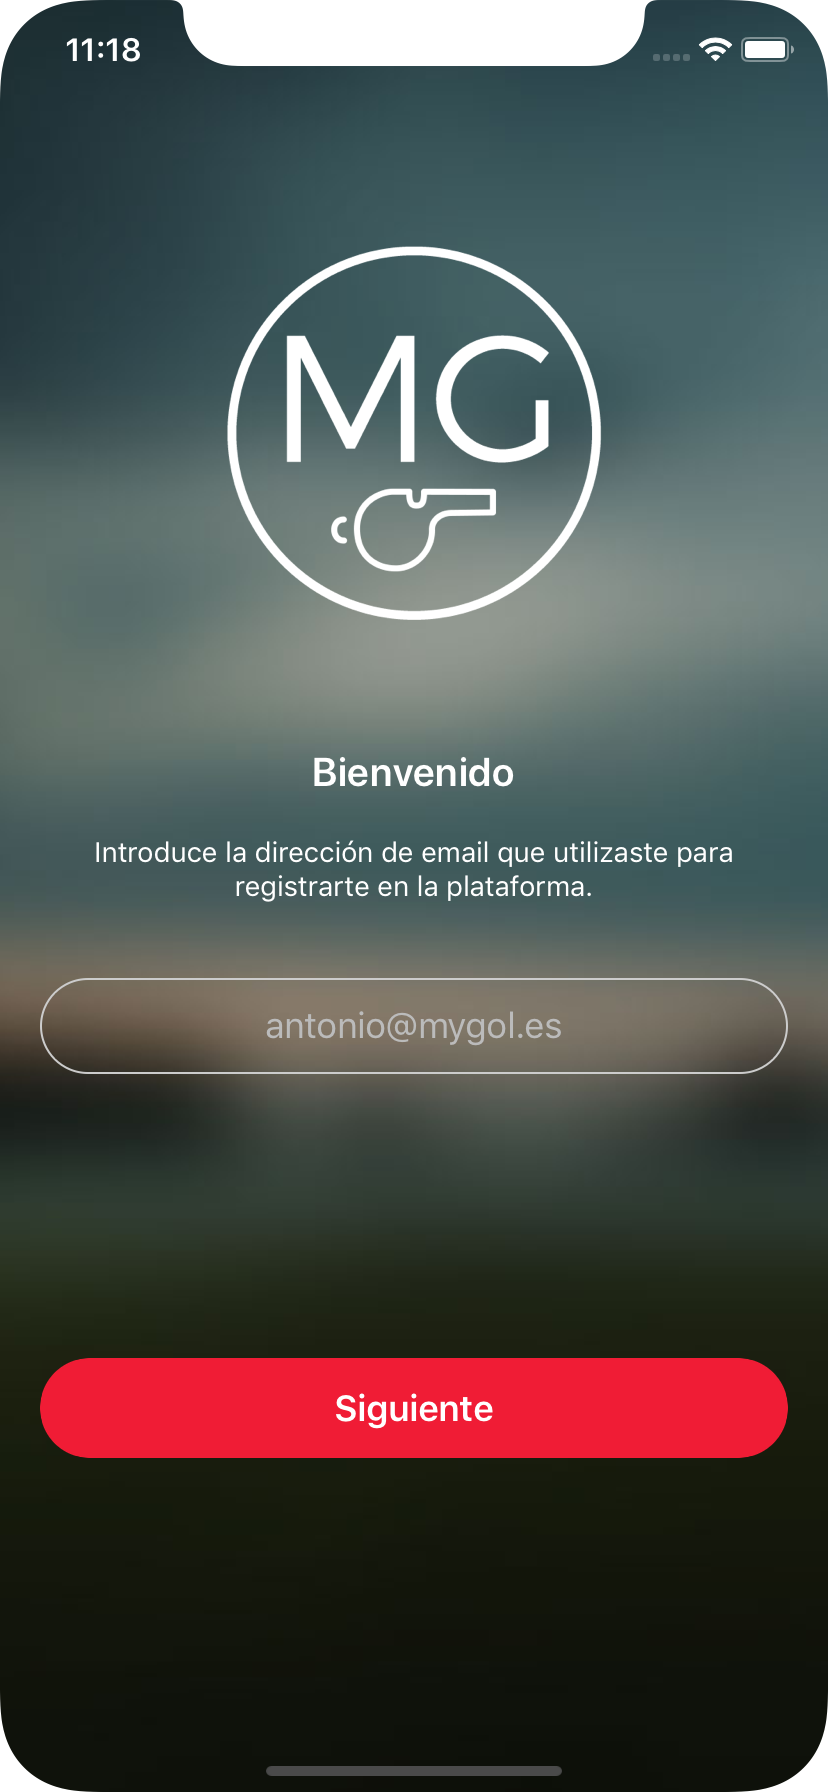 11:18
MG
Bienvenido
Introduce la dirección de email que utilizaste para
registrarte en la plataforma.
antonio@mygol.es
Siguiente